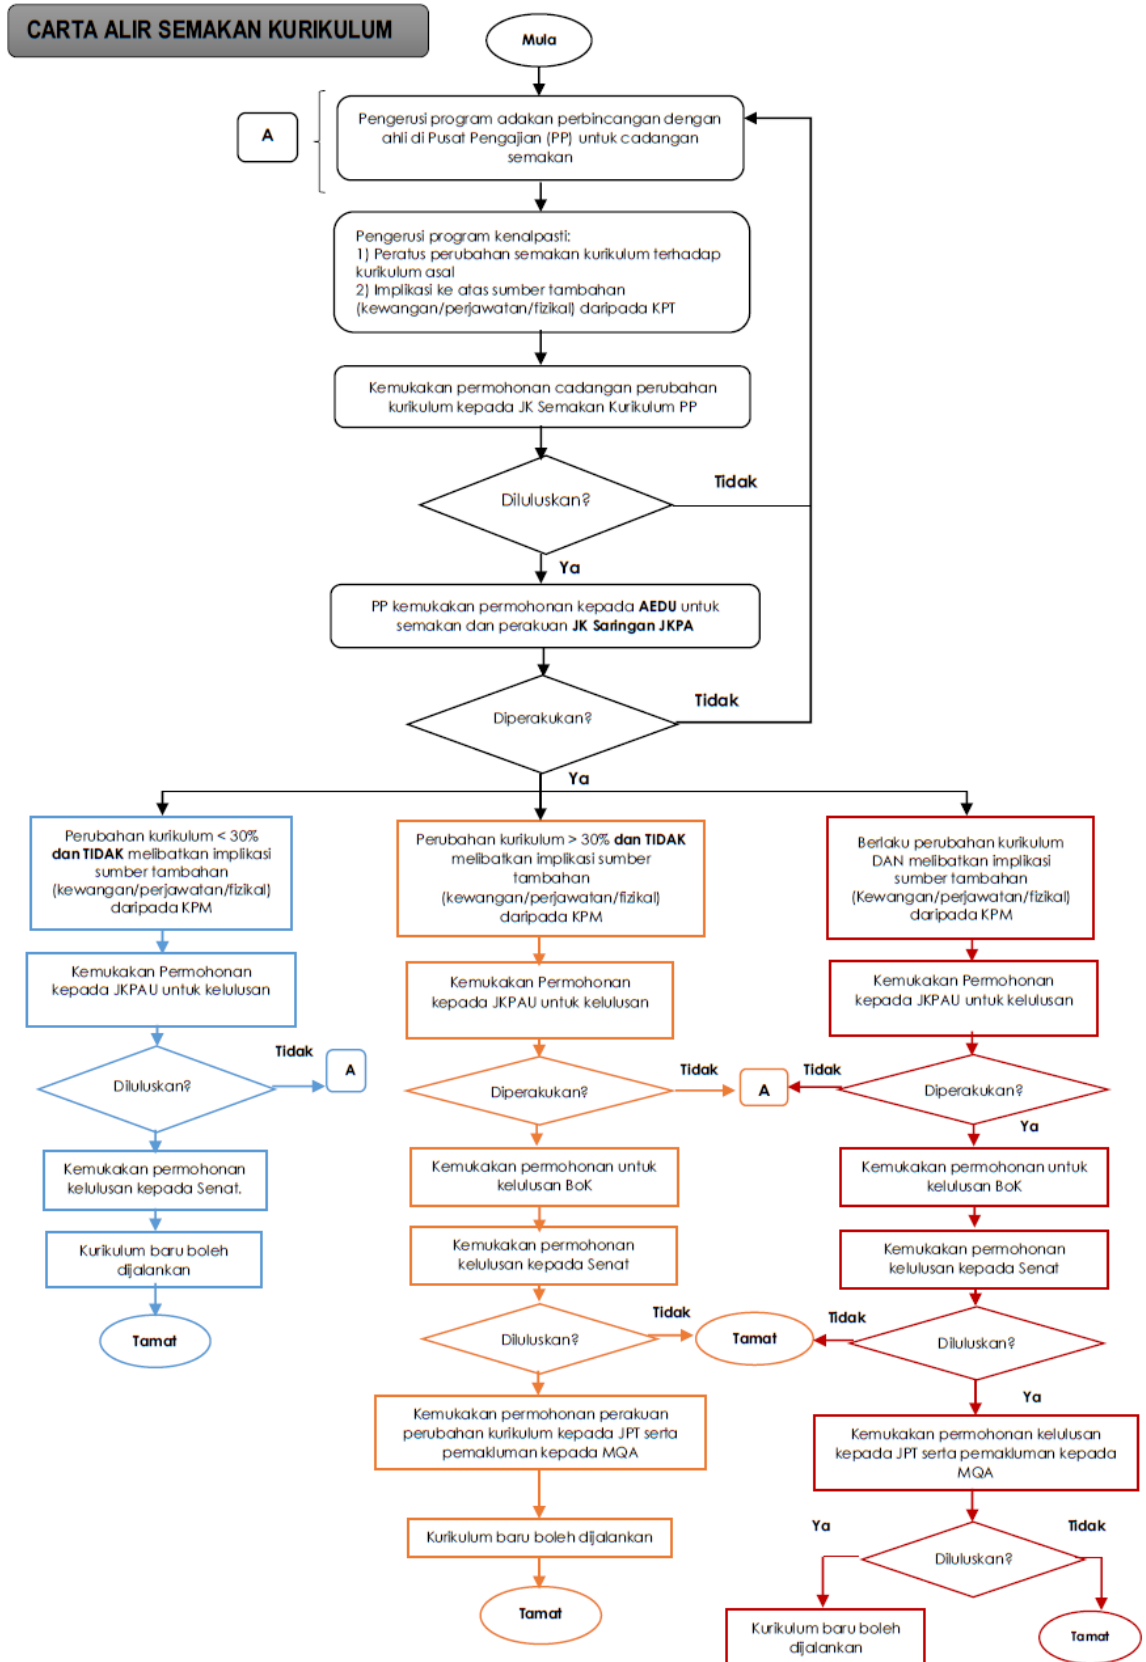 CARTA ALIR SEMAKAN KURIKULUM
Mula
A
Pengerusi program adakan perbincangan dengan
ahli di Pusat Pengajian (PP) untuk cadangan
semakan
Pengerusi program kenalpasti:
1) Peratus perubahan semakan kurikulum terhadap
kurikulum asal
2) Implikasi ke atas sumber tambahan
(kewangan/perjawatan/fizikal) daripada KPT
Kemukakan permohonan cadangan perubahan
kurikulum kepada JK Semakan Kurikulum PP
Diluluskan?
Tidak
Ya
PP kemukakan permohonan kepada AEDU untuk
semakan dan perakuan JK Saringan JKPA
Diperakukan?
Tidak
Ya
Perubahan kurikulum < 30%
dan TIDAK melibatkan implikasi
sumber tambahan
(kewangan/perjawatan/fizikal)
daripada KPM
Kemukakan Permohonan
kepada JKPAU untuk kelulusan
Diluluskan?
Tidak
A
Kemukakan permohonan
kelulusan kepada Senat.
Kurikulum baru boleh
dijalankan
Tamat
Perubahan kurikulum > 30% dan TIDAK
melibatkan implikasi sumber
tambahan
(kewangan/perjawatan/fizikal)
daripada KPM
Kemukakan Permohonan
kepada JKPAU untuk kelulusan
Diperakukan?
Tidak
A
Kemukakan permohonan untuk
kelulusan BoK
Kemukakan permohonan
kelulusan kepada Senat
Diluluskan?
Tidak
Tamat
Kemukakan permohonan perakuan
perubahan kurikulum kepada JPT serta
pemakluman kepada MQA
Kurikulum baru boleh dijalankan
Tamat
Berlaku perubahan kurikulum
DAN melibatkan implikasi
sumber tambahan
(Kewangan/perjawatan/fizikal)
daripada KPM
Kemukakan Permohonan
kepada JKPAU untuk kelulusan
Tidak
Diperakukan?
Ya
Kemukakan permohonan untuk
kelulusan BoK
Kemukakan permohonan
kelulusan kepada Senat
Tidak
Diluluskan?
Ya
Kemukakan permohonan kelulusan
kepada JPT serta pemakluman kepada
MQA
Ya
Diluluskan?
Tidak
Kurikulum baru boleh
dijalankan
Tamat